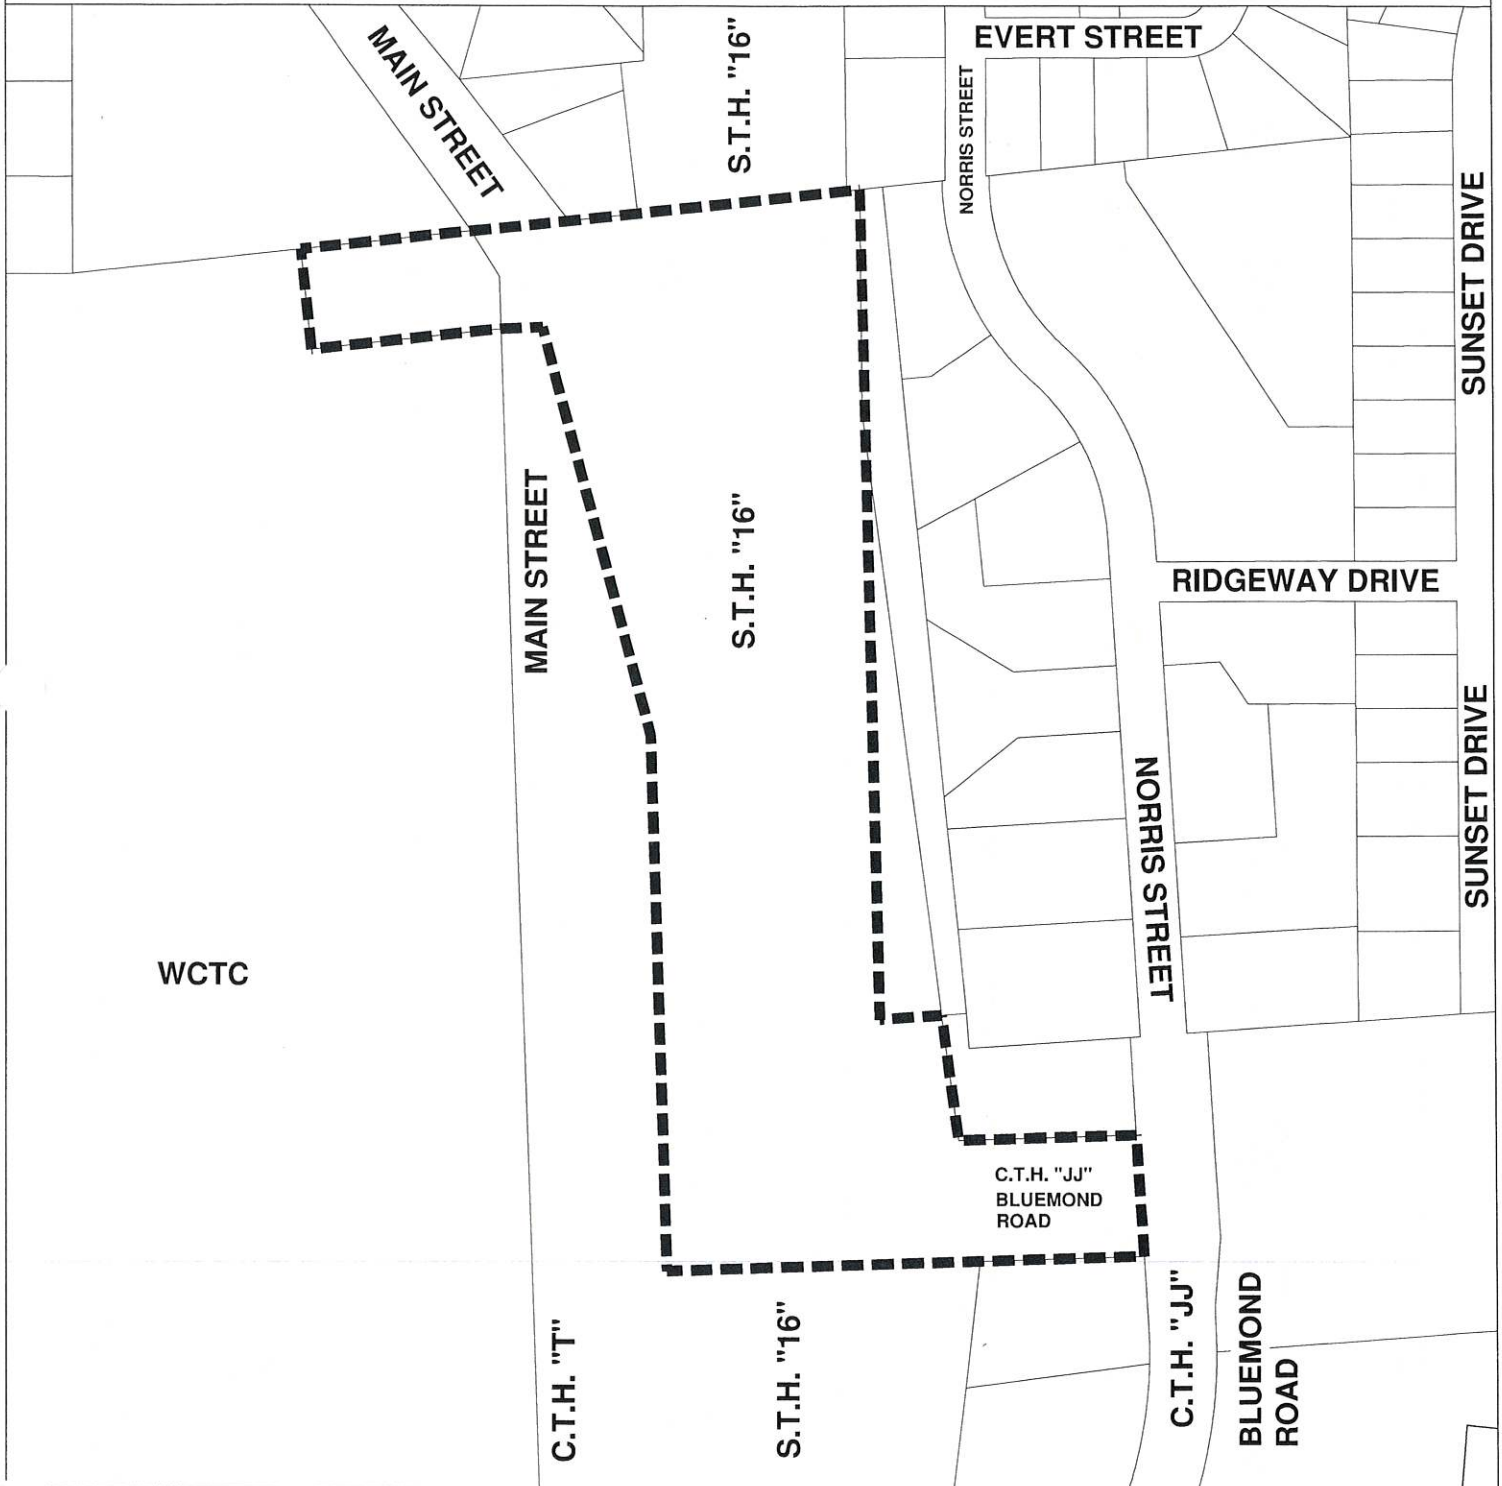 EVERT STREET
MAIN STREET
S.T.H. "16"
NORRIS STREET
SUNSET DRIVE
MAIN STREET
S.T.H. "16"
RIDGEWAY DRIVE
SUNSET DRIVE
NORRIS STREET
WCTC
C.T.H. "JJ"
BLUEMOND
ROAD
C.T.H. "T"
S.T.H. "16"
C.T.H. "JJ"
BLUEMOND
ROAD